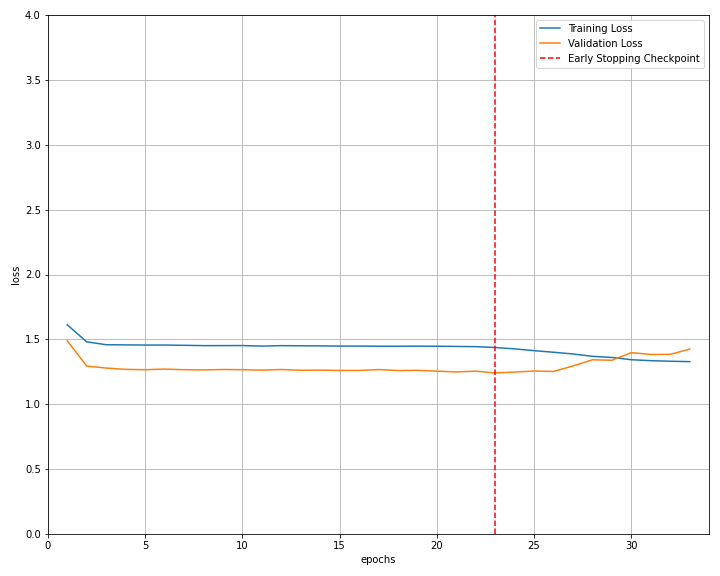 4.0
3.5
3.0
2.5
2.0
1.5
1.0
0.5
0.0
loss
0 5 10 15 20 25 30
epochs
Training Loss
Validation Loss
Early Stopping Checkpoint